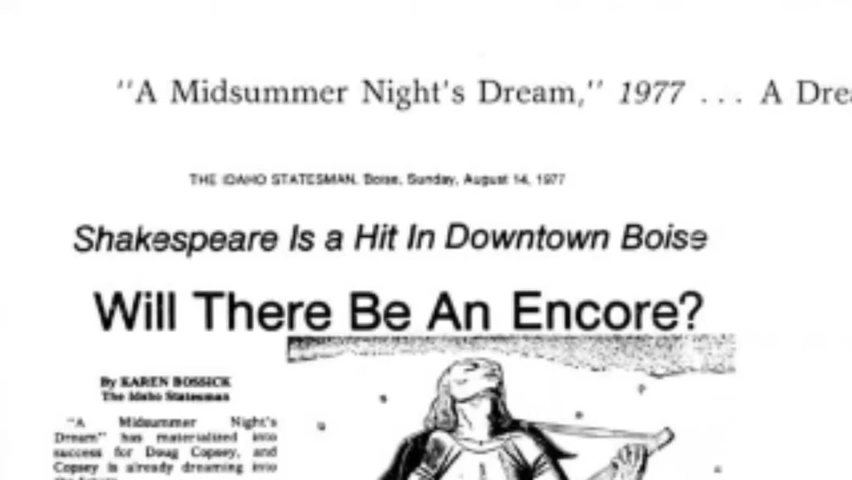 "A Midsummer Night's Dream," 1977 ... A Drea
THE IDAHO STATESMAN, Boise, Sunday, August 14, 1977
Shakespeare Is a Hit In Downtown Boise
Will There Be An Encore?
By KAREN BOSSICK
The Idaho Statesman
"A Midsummer Night's
Dream" has materialized into
success for Doug Copsey, and
Copsey is already dreaming into